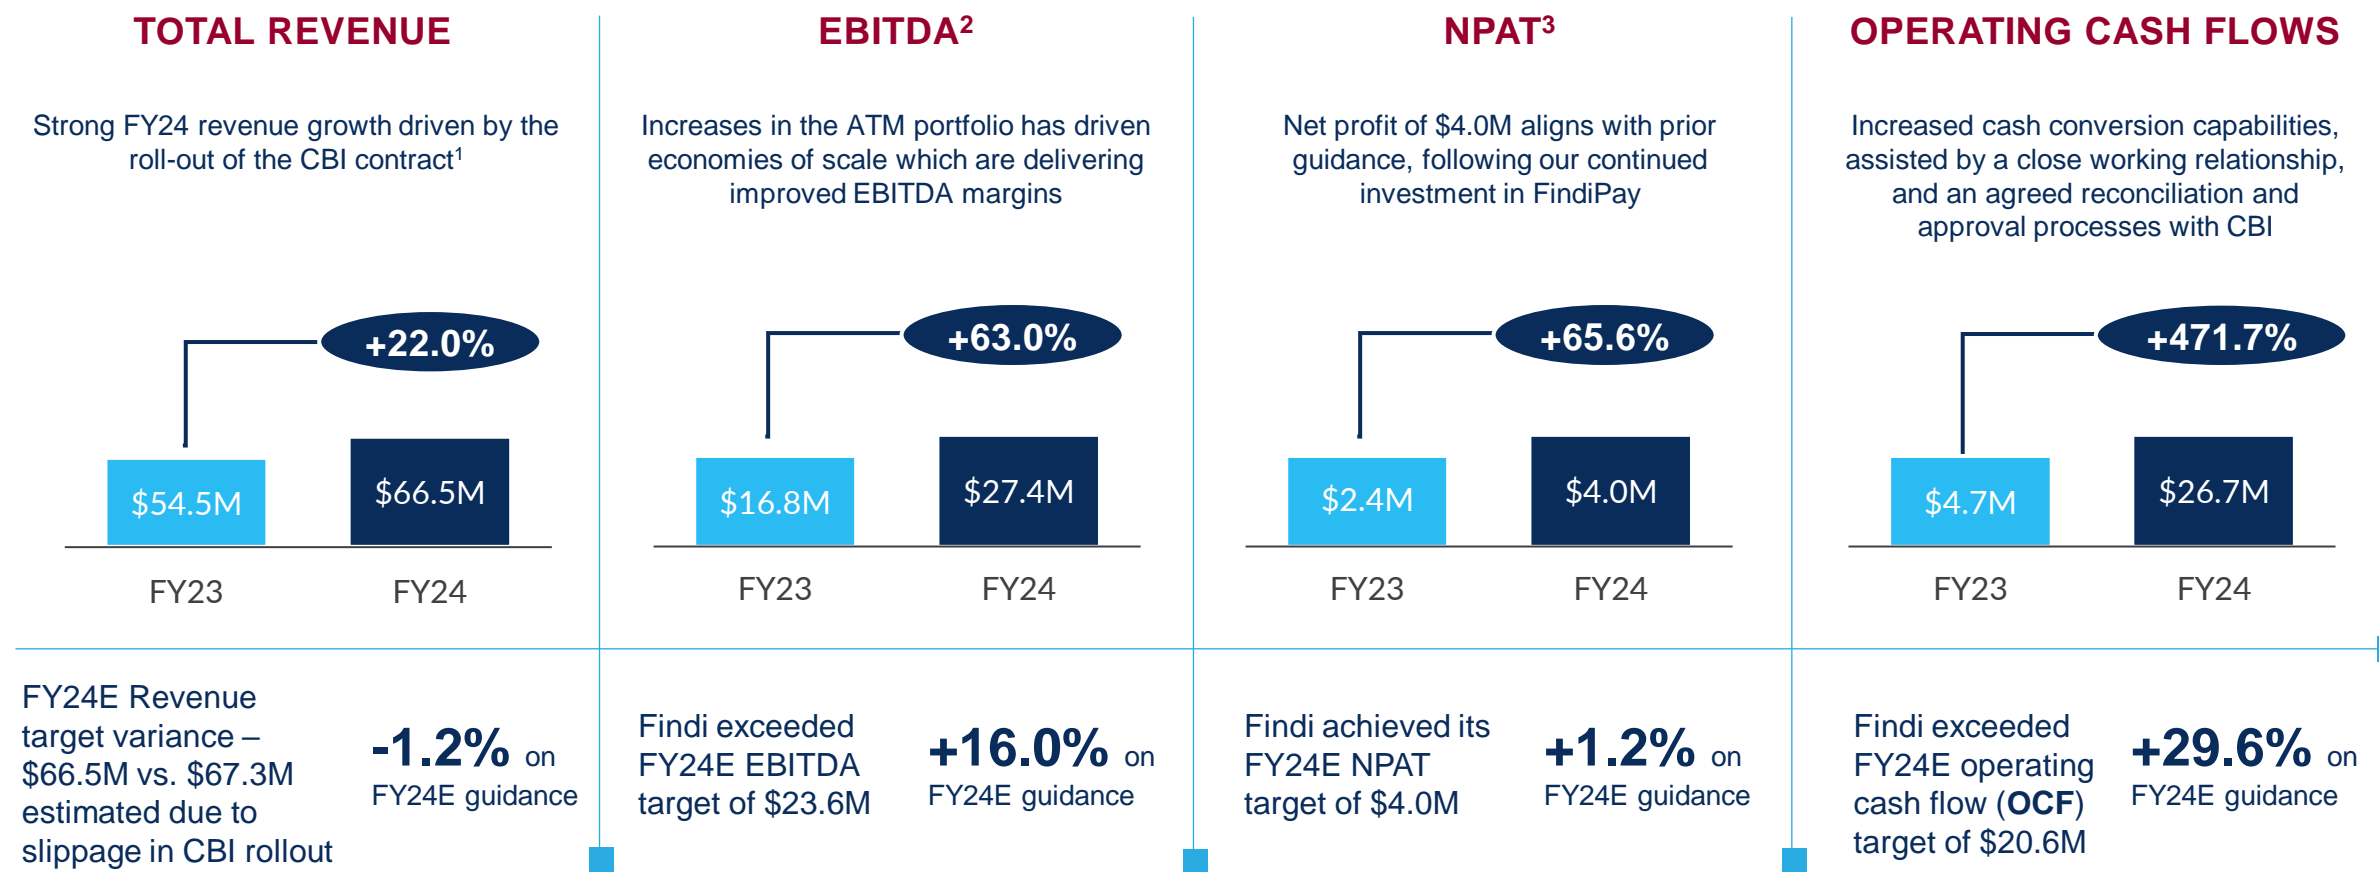 TOTAL REVENUE
Strong FY24 revenue growth driven by the
roll-out of the CBI contract1
+22.0%
$54.5M
$66.5M
FY23
FY24
FY24E Revenue
target variance –
$66.5M vs. $67.3M
estimated due to
slippage in CBI rollout
-1.2% on
FY24E guidance
EBITDA2
Increases in the ATM portfolio has driven
economies of scale which are delivering
improved EBITDA margins
+63.0%
$16.8M
$27.4M
FY23
FY24
Findi exceeded
FY24E EBITDA
target of $23.6M
+16.0% on
FY24E guidance
NPAT3
Net profit of $4.0M aligns with prior
guidance, following our continued
investment in FindiPay
+65.6%
$2.4M
$4.0M
FY23
FY24
Findi achieved its
FY24E NPAT
target of $4.0M
+1.2% on
FY24E guidance
OPERATING CASH FLOWS
Increased cash conversion capabilities,
assisted by a close working relationship,
and an agreed reconciliation and
approval processes with CBI
+471.7%
$4.7M
$26.7M
FY23
FY24
Findi exceeded
FY24E operating
cash flow (OCF)
target of $20.6M
+29.6% on
FY24E guidance